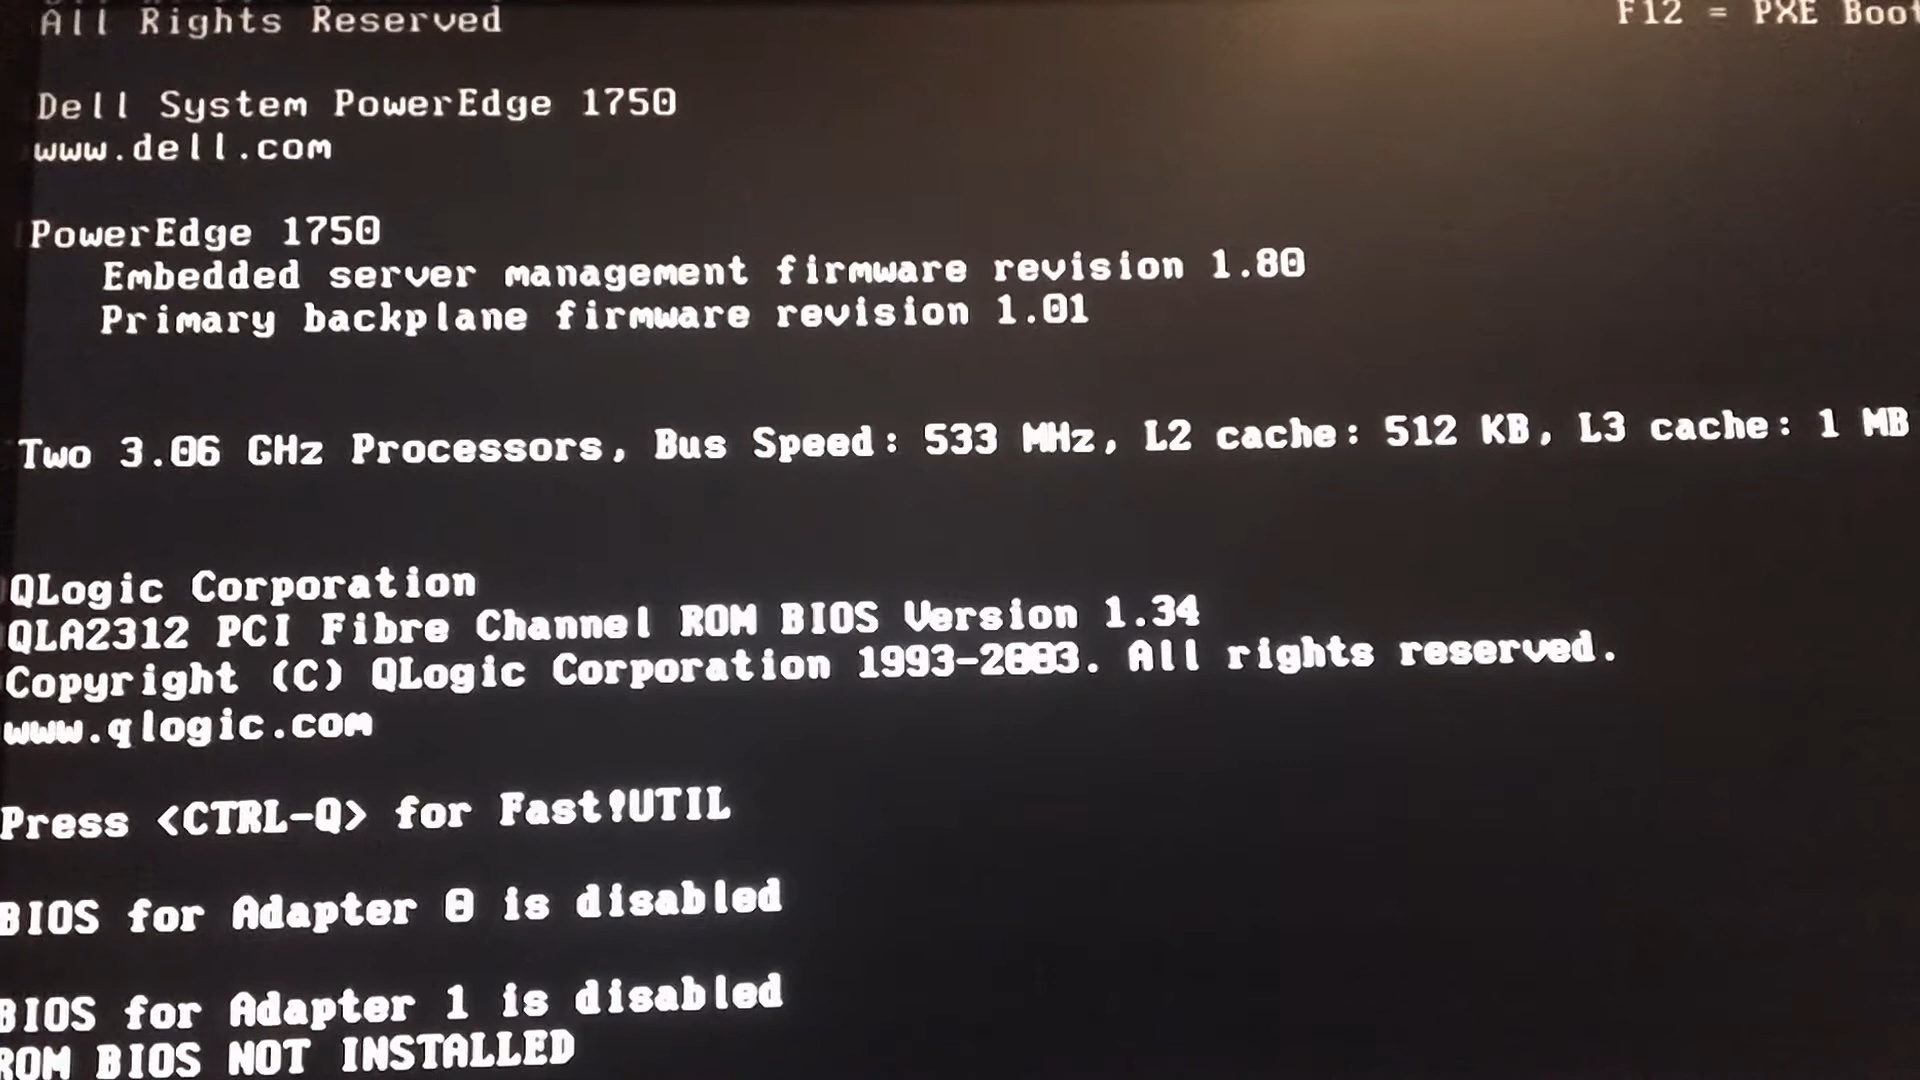 All Rights Reserved
F12 = PXE Boot
Dell System PowerEdge 1750
www.dell.com
PowerEdge 1750
Embedded server management firmware revision 1.80
Primary backplane firmware revision 1.01
Two 3.06 GHz Processors, Bus Speed: 533 MHz, L2 cache: 512 KB, L3 cache: 1 MB
QLogic Corporation
QLA2312 PCI Fibre Channel ROM BIOS Version 1.34
Copyright (C) QLogic Corporation 1993-2003. All rights reserved.
www.qlogic.com
Press <CTRL-Q> for Fast!UTIL
BIOS for Adapter 0 is disabled
BIOS for Adapter 1 is disabled
ROM BIOS NOT INSTALLED